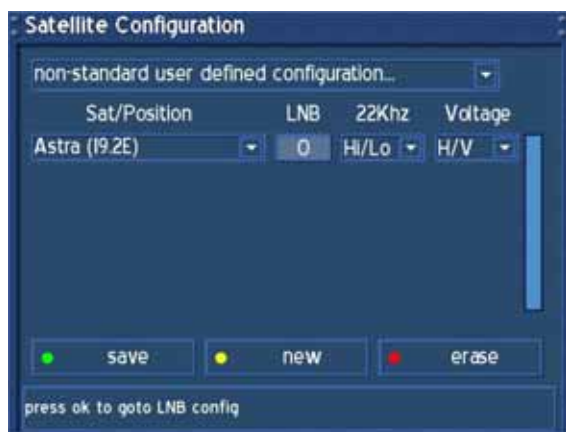 Satellite Configuration
non-standard user defined configuration...
Sat/Position LNB 22Khz Voltage
Astra (19.2E) 0 Hi/Lo H/V
save new erase
press ok to goto LNB config